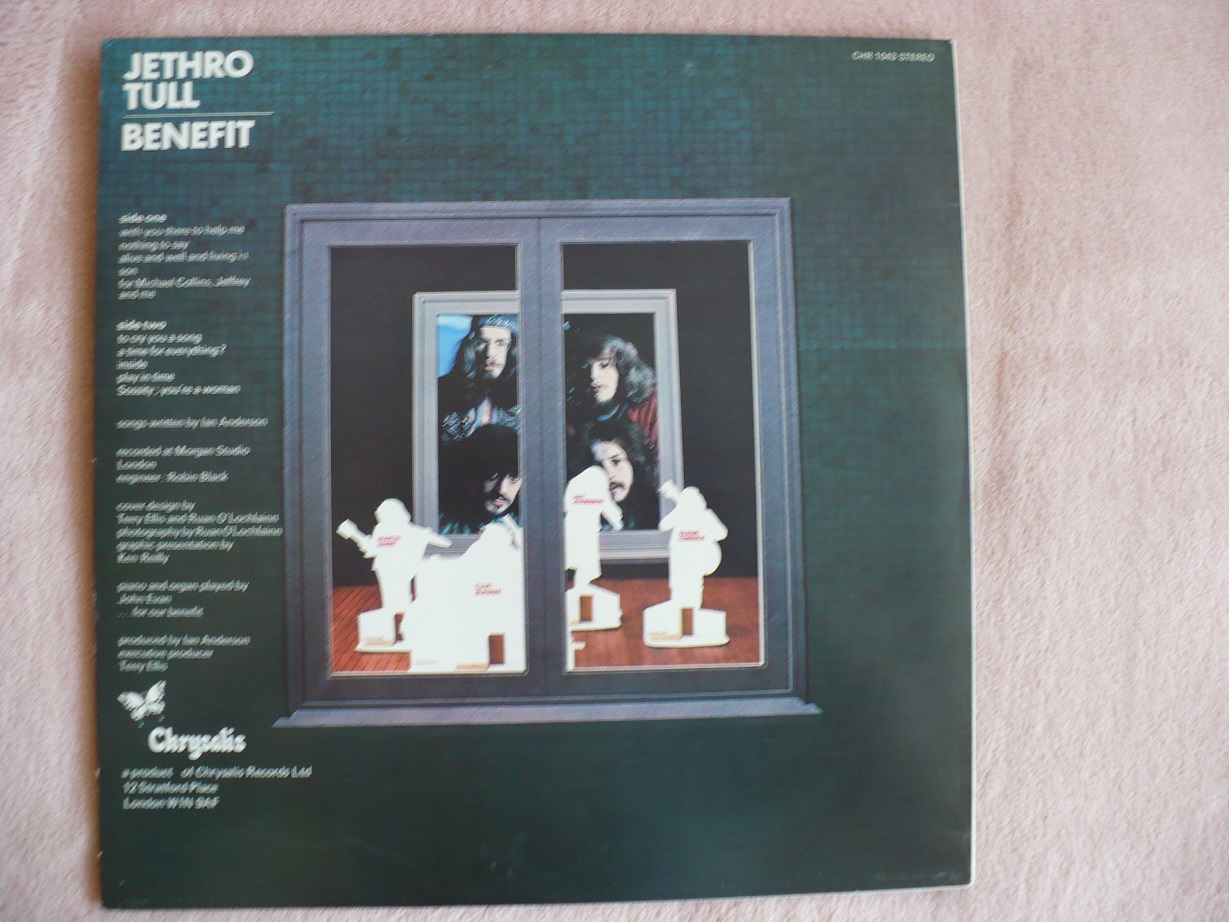 JETHRO
TULL
BENEFIT
CHR 1043 STEREO
side one
with you there to help me
nothing to say
alive and well and living in
son
for Michael Collins, Jeffrey
and me
side two
to cry you a song
a time for everything?
inside
play in time
Sossity : you're a woman
songs written by Ian Anderson
recorded at Morgan Studio
London
engineer : Robin Black
cover design by
Terry Ellis and Ruan O'Lochlainn
photography by Ruan O'Lochlainn
graphic presentation by
Ken Reilly
piano and organ played by
John Evan
. . . for our benefit
produced by Ian Anderson
executive producer
Terry Ellis
Chrysalis
a product of Chrysalis Records Ltd
12 Stratford Place
London W1N 9AF